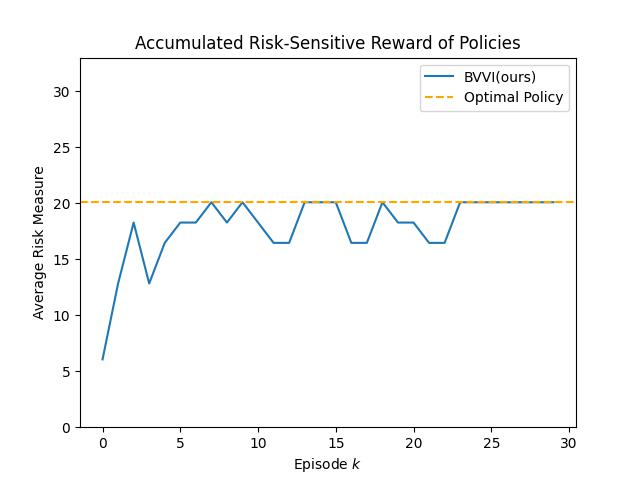 Accumulated Risk-Sensitive Reward of Policies
BVVI(ours)
Optimal Policy
Average Risk Measure
30
25
20
15
10
5
0
0 5 10 15 20 25 30
Episode k